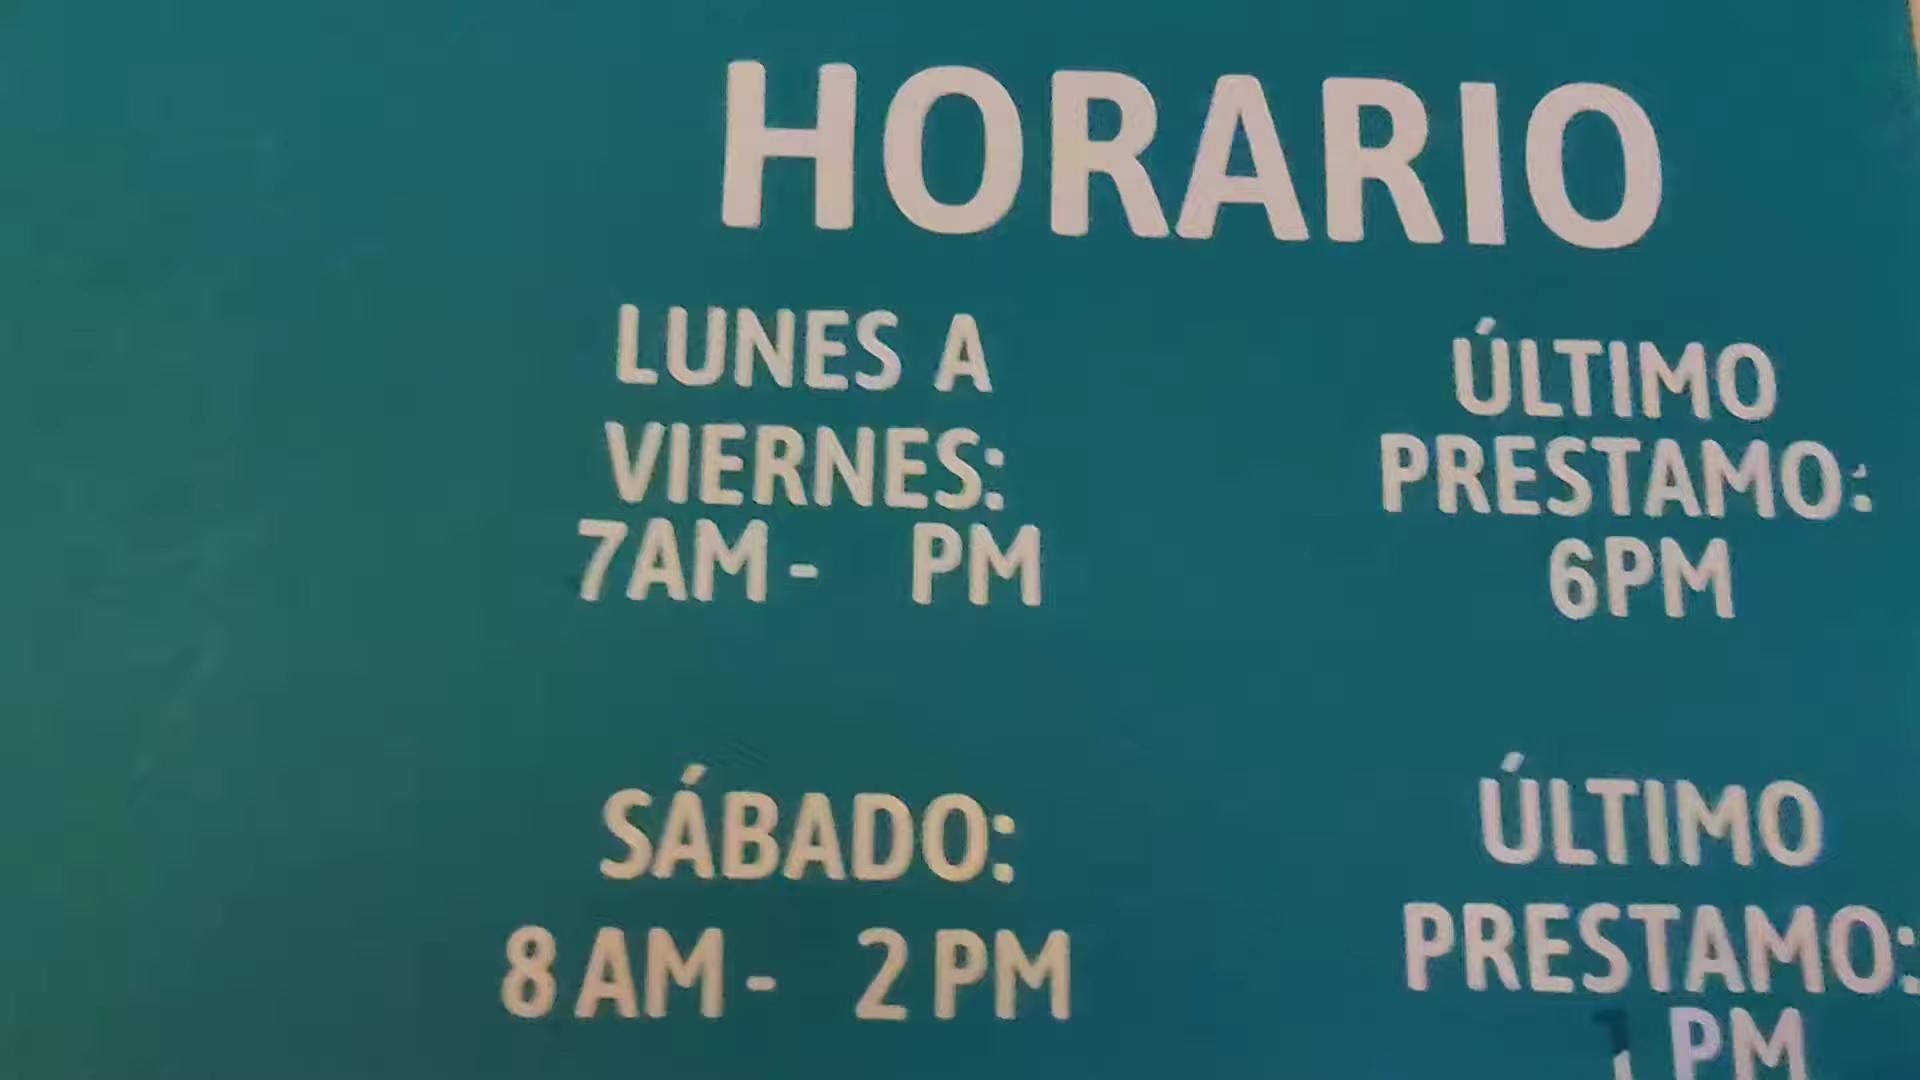 HORARIO
LUNES A
VIERNES:
7AM - PM
ÚLTIMO
PRESTAMO:
6PM
SÁBADO:
8 AM - 2 PM
ÚLTIMO
PRESTAMO:
PM